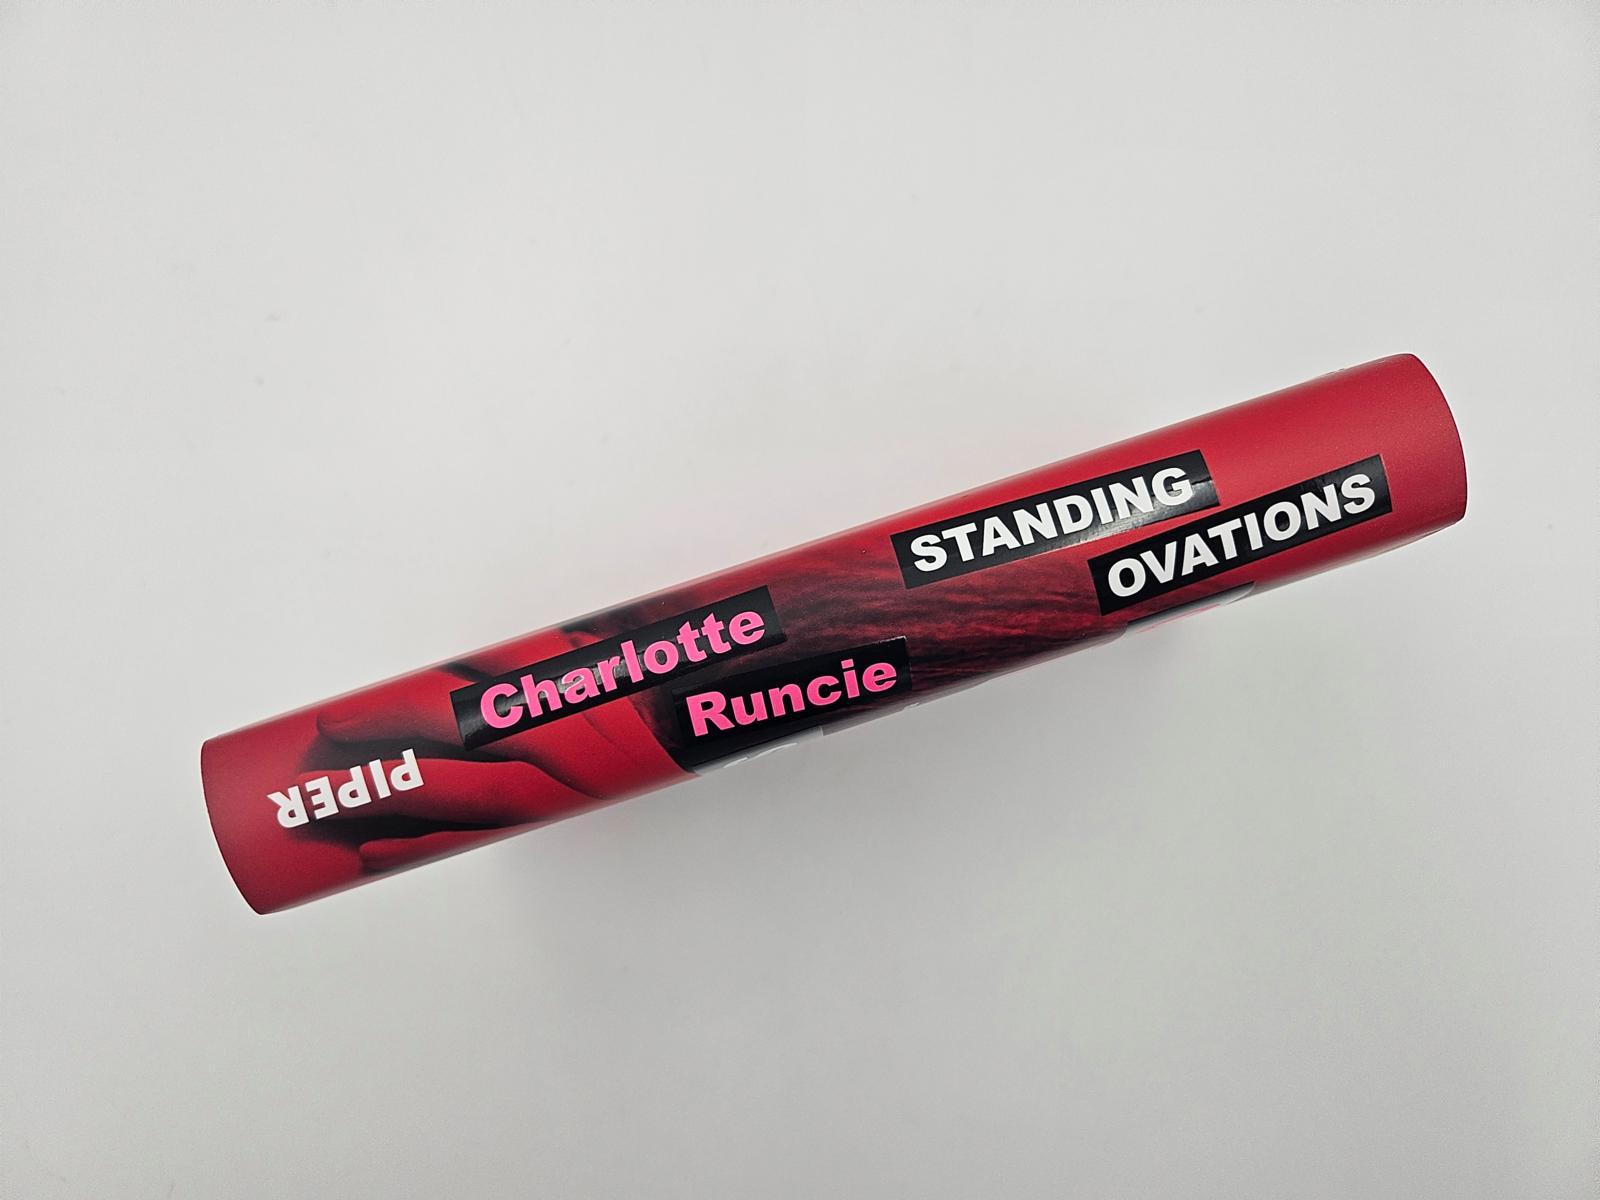 STANDING
OVATIONS
Charlotte
Runcie
PIPER